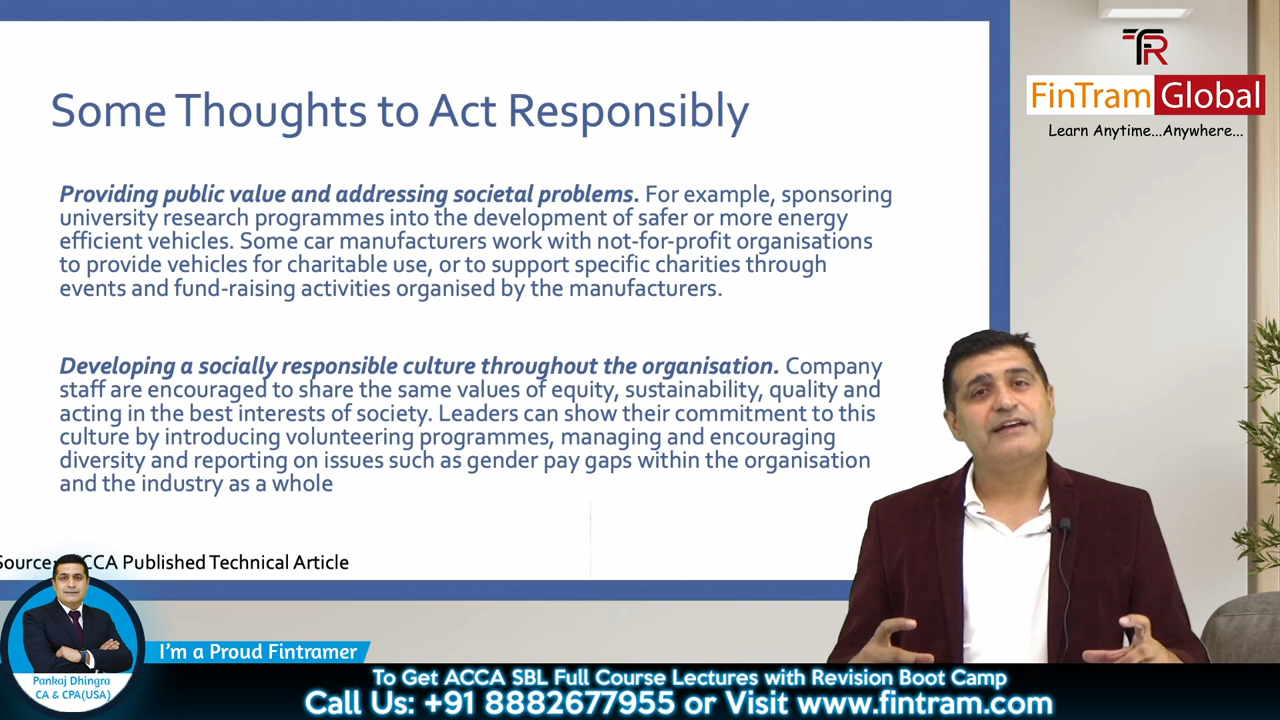 Some Thoughts to Act Responsibly
Providing public value and addressing societal problems. For example, sponsoring
university research programmes into the development of safer or more energy
efficient vehicles. Some car manufacturers work with not-for-profit organisations
to provide vehicles for charitable use, or to support specific charities through
events and fund-raising activities organised by the manufacturers.
Developing a socially responsible culture throughout the organisation. Company
staff are encouraged to share the same values of equity, sustainability, quality and
acting in the best interests of society. Leaders can show their commitment to this
culture by introducing volunteering programmes, managing and encouraging
diversity and reporting on issues such as gender pay gaps within the organisation
and the industry as a whole
Published Technical Article
TFR
FinTram Global
Learn Anytime...Anywhere...
I'm a Proud Fintramer
Pankaj Dhingra
CA & CPA(USA)
To Get ACCA SBL Full Course Lectures with Revision Boot Camp
Call Us: +91 8882677955 or Visit www.fintram.com